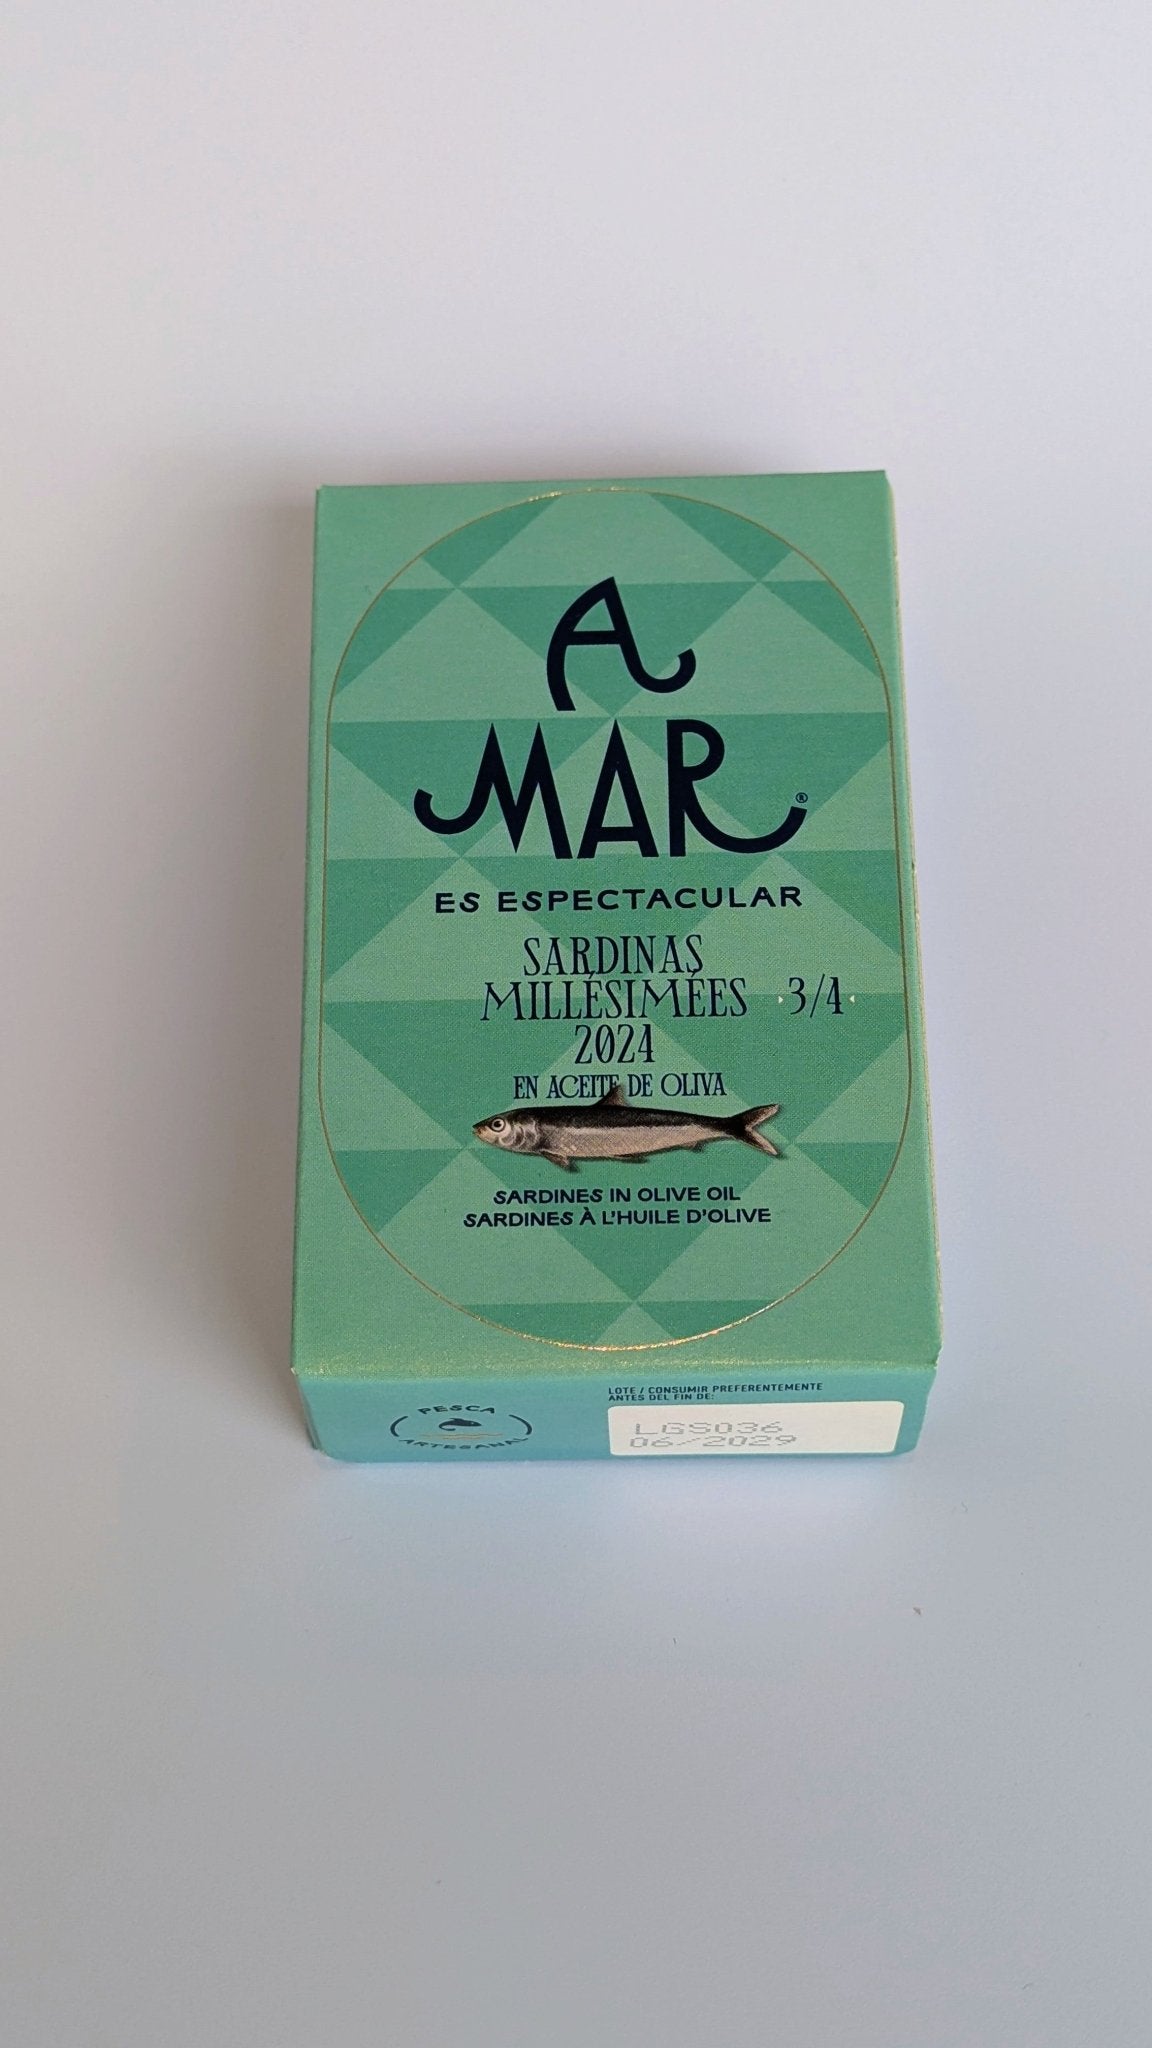 A
MAR®
ES ESPECTACULAR
SARDINAS
MILLÉSIMÉES 3/4
2024
EN ACEITE DE OLIVA
SARDINES IN OLIVE OIL
SARDINES À L'HUILE D'OLIVE
PESCA
ARTESANAL
LOTE / CONSUMIR PREFERENTEMENTE
ANTES DEL FIN DE:
LGS036
06/2029